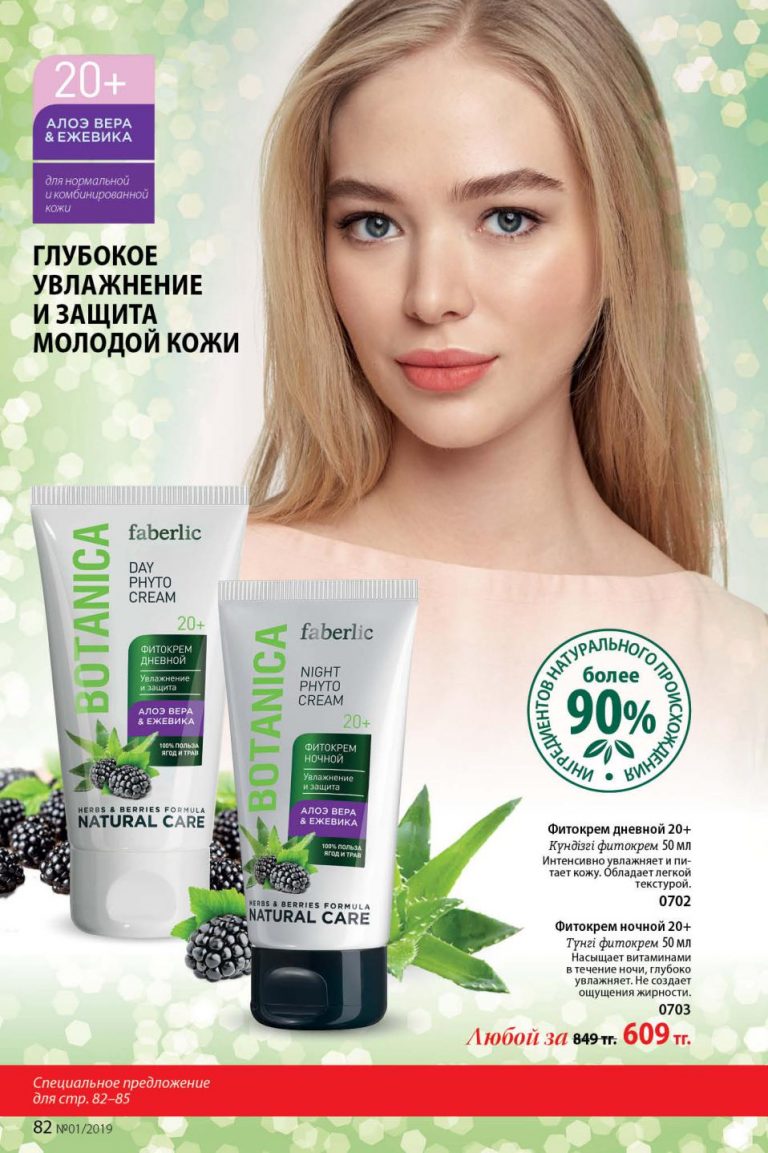 20+
АЛОЭ ВЕРА
& ЕЖЕВИКА
для нормальной
и комбинированной
кожи
ГЛУБОКОЕ
УВЛАЖНЕНИЕ
И ЗАЩИТА
МОЛОДОЙ КОЖИ
BOTANICA
faberlic
DAY
PHYTO
CREAM
20+
ФИТОКРЕМ
ДНЕВНОЙ
Увлажнение
и защита
АЛОЭ ВЕРА
& ЕЖЕВИКА
100% ПОЛЬЗА
ЯГОД И ТРАВ
HERBS & BERRIES FORMULA
NATURAL CARE
BOTANICA
faberlic
NIGHT
PHYTO
CREAM
20+
ФИТОКРЕМ
НОЧНОЙ
Увлажнение
и защита
АЛОЭ ВЕРА
& ЕЖЕВИКА
100% ПОЛЬЗА
ЯГОД И ТРАВ
HERBS & BERRIES FORMULA
NATURAL CARE
ИНГРЕДИЕНТОВ НАТУРАЛЬНОГО ПРОИСХОЖДЕНИЯ
более
90%
Фитокрем дневной 20+
Күндізгі фитокрем 50 мл
Интенсивно увлажняет и пи-
тает кожу. Обладает легкой
текстурой.
0702
Фитокрем ночной 20+
Түнгі фитокрем 50 мл
Насыщает витаминами
в течение ночи, глубоко
увлажняет. Не создает
ощущения жирности.
0703
Любой за 849 тг. 609 тг.
Специальное предложение
для стр. 82–85
82 №01/2019